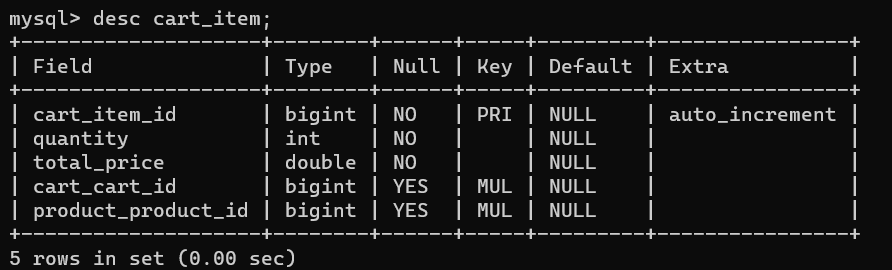 mysql> desc cart_item;
+--------------------+--------+------+-----+---------+----------------+
| Field              | Type   | Null | Key | Default | Extra          |
+--------------------+--------+------+-----+---------+----------------+
| cart_item_id       | bigint | NO   | PRI | NULL    | auto_increment |
| quantity           | int    | NO   |     | NULL    |                |
| total_price        | double | NO   |     | NULL    |                |
| cart_cart_id       | bigint | YES  | MUL | NULL    |                |
| product_product_id | bigint | YES  | MUL | NULL    |                |
+--------------------+--------+------+-----+---------+----------------+
5 rows in set (0.00 sec)